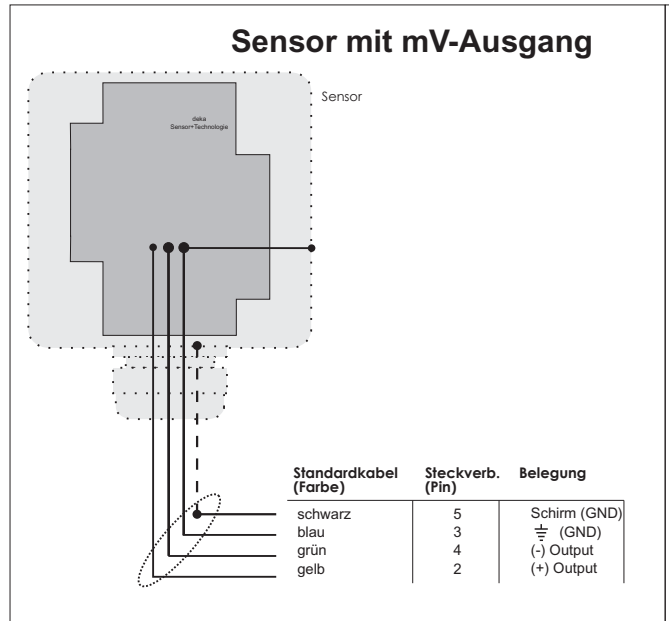 Sensor mit mV-Ausgang
Sensor
deka
Sensor+Technologie
Standardkabel Steckverb. Belegung
(Farbe) (Pin)
schwarz 5 Schirm (GND)
blau 3 (GND)
grün 4 (-) Output
gelb 2 (+) Output